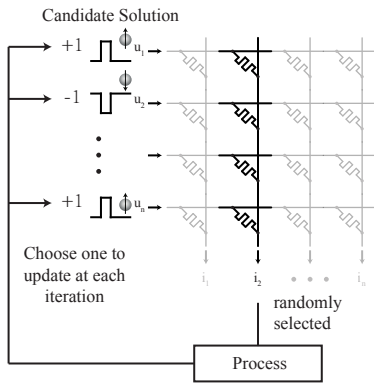 Candidate Solution
+1 u1
-1 u2
+1 un
Choose one to
update at each
iteration
i1 i2 in
randomly
selected
Process